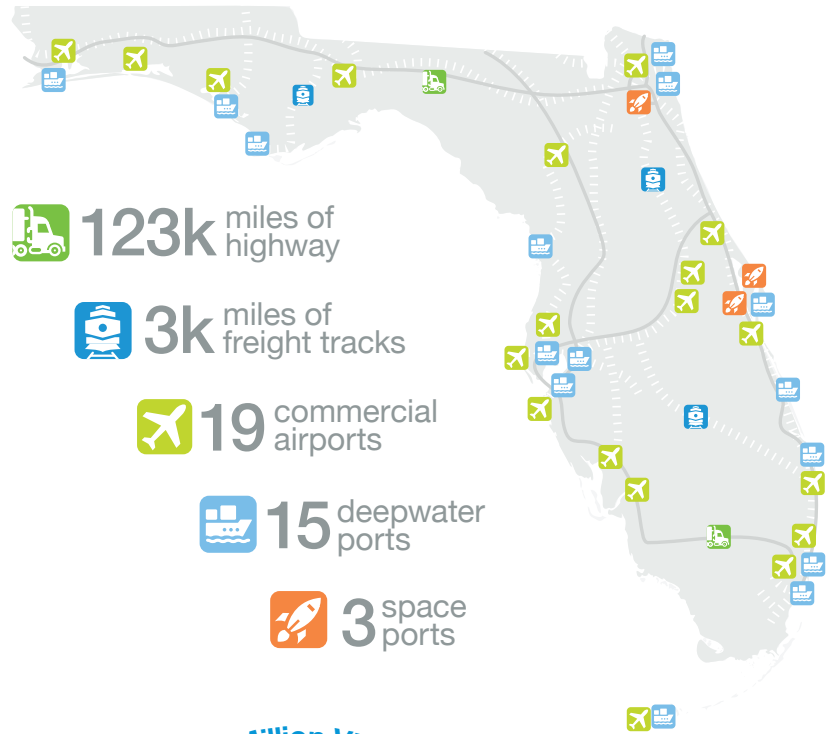 123k miles of
highway
3k miles of
freight tracks
19 commercial
airports
15 deepwater
ports
3 space
ports